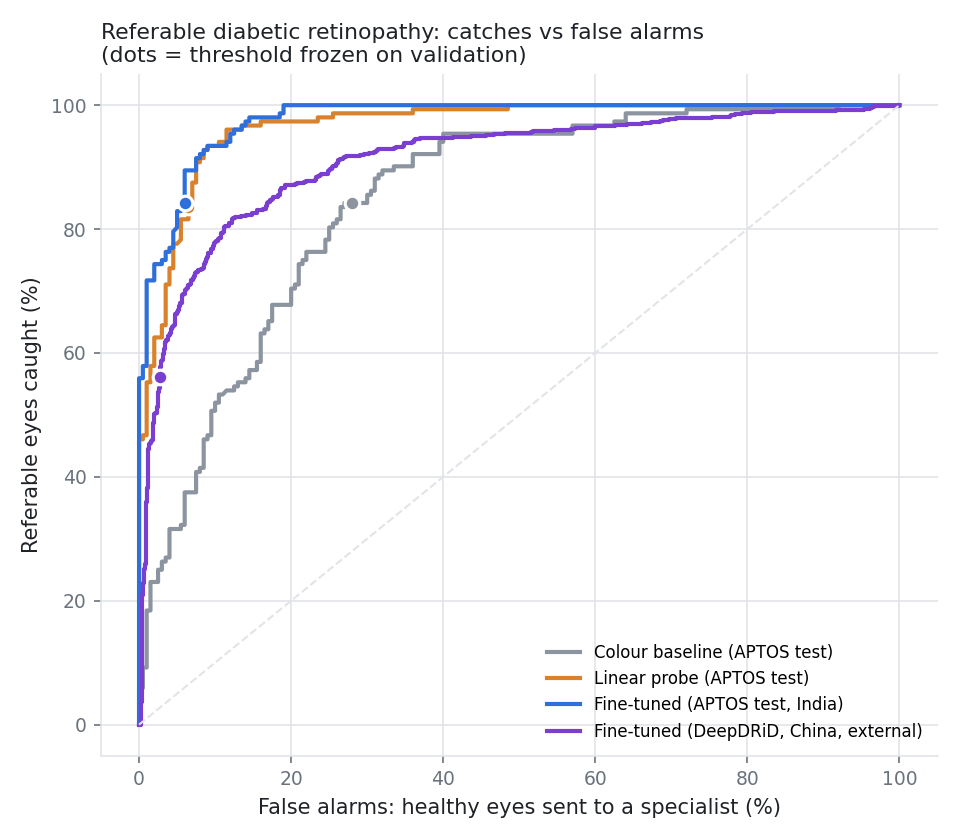 Referable diabetic retinopathy: catches vs false alarms
(dots = threshold frozen on validation)
Referable eyes caught (%)
100
80
60
40
20
0
Colour baseline (APTOS test)
Linear probe (APTOS test)
Fine-tuned (APTOS test, India)
Fine-tuned (DeepDRiD, China, external)
0
20
40
60
80
100
False alarms: healthy eyes sent to a specialist (%)